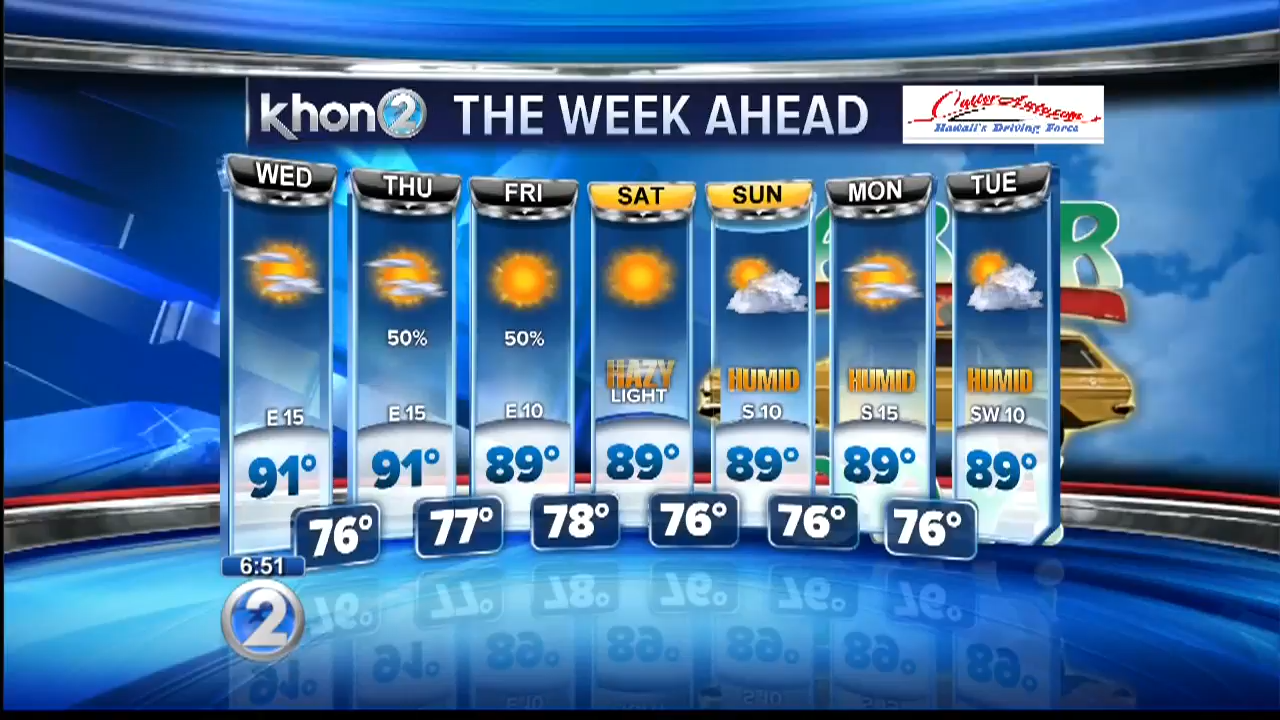 khon2 THE WEEK AHEAD
CutterAuto.com
Hawaii's Driving Force
WED THU FRI SAT SUN MON TUE
50% 50%
HAZY HUMID HUMID HUMID
LIGHT
E 15 E 15 E 10 S 10 S 15 SW 10
91° 91° 89° 89° 89° 89° 89°
76° 77° 78° 76° 76° 76°
6:51
2